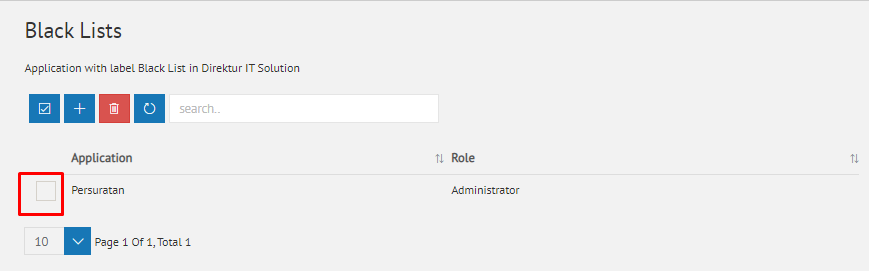 Black Lists
Application with label Black List in Direktur IT Solution
search..
Application Role
Persuratan Administrator
10 Page 1 Of 1, Total 1